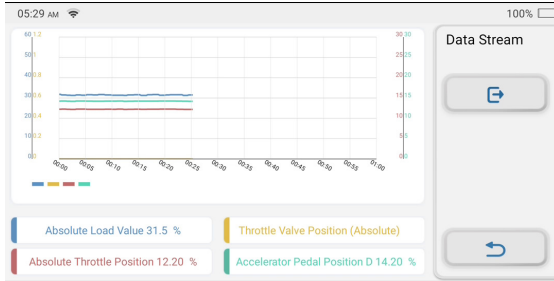 05:29 AM
100%
Data Stream
60 1.2 30 30
50 1 25 25
40 0.8 20 20
30 0.6 15 15
20 0.4 10 10
10 0.2 5 5
0 0 0 0
00:00 00:05 00:10 00:15 00:20 00:25 00:30 00:35 00:40 00:45 00:50 00:55 01:00
Absolute Load Value 31.5 %
Throttle Valve Position (Absolute)
Absolute Throttle Position 12.20 %
Accelerator Pedal Position D 14.20 %